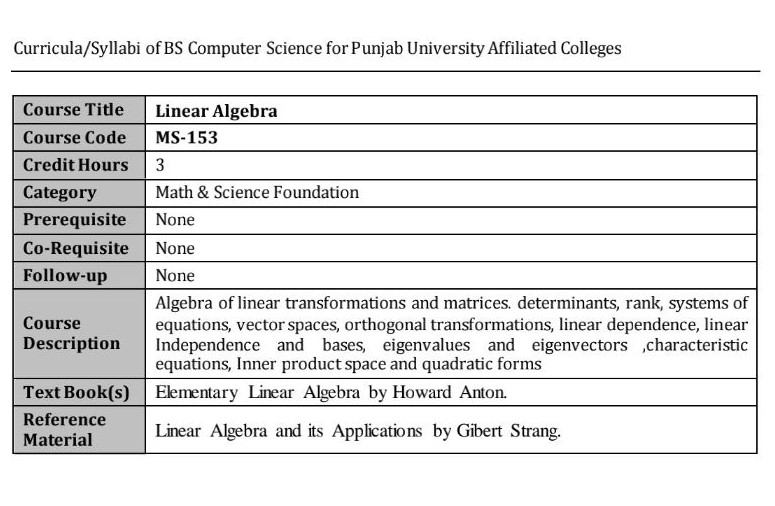 Curricula/Syllabi of BS Computer Science for Punjab University Affiliated Colleges
Course Title Linear Algebra
Course Code MS-153
Credit Hours 3
Category Math & Science Foundation
Prerequisite None
Co-Requisite None
Follow-up None
Course Description
Algebra of linear transformations and matrices. determinants, rank, systems of
equations, vector spaces, orthogonal transformations, linear dependence, linear
Independence and bases, eigenvalues and eigenvectors ,characteristic
equations, Inner product space and quadratic forms
Text Book(s) Elementary Linear Algebra by Howard Anton.
Reference Material
Linear Algebra and its Applications by Gibert Strang.